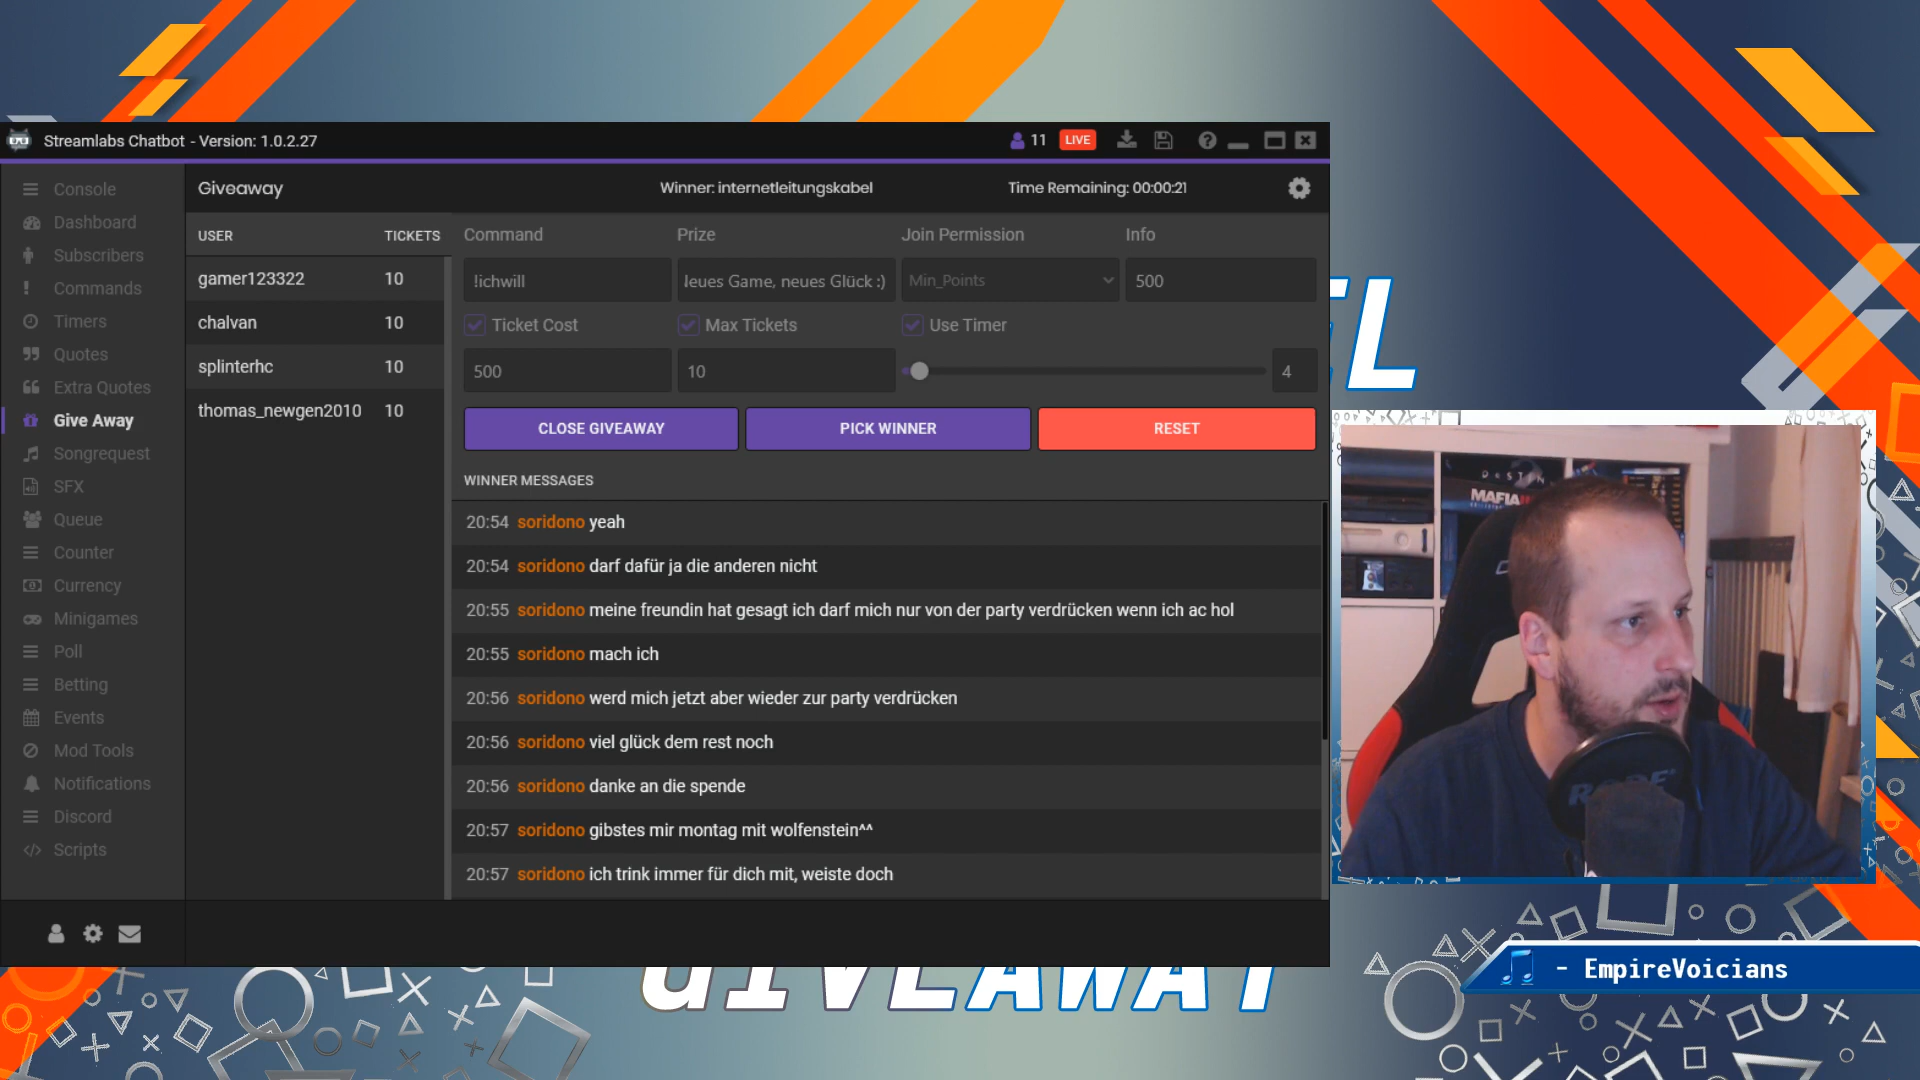 Streamlabs Chatbot - Version: 1.0.2.27
11
LIVE
Console
Dashboard
Subscribers
Commands
Timers
Quotes
Extra Quotes
Give Away
Songrequest
SFX
Queue
Counter
Currency
Minigames
Poll
Betting
Events
Mod Tools
Notifications
Discord
Scripts
Giveaway
Winner: internetleitungskabel
Time Remaining: 00:00:21
USER TICKETS
gamer123322 10
chalvan 10
splinterhc 10
thomas_newgen2010 10
Command Prize Join Permission Info
!ichwill
eues Game, neues Glück :)
Min_Points
500
Ticket Cost Max Tickets Use Timer
500 10 4
CLOSE GIVEAWAY PICK WINNER RESET
WINNER MESSAGES
20:54 soridono yeah
20:54 soridono darf dafür ja die anderen nicht
20:55 soridono meine freundin hat gesagt ich darf mich nur von der party verdrücken wenn ich ac hol
20:55 soridono mach ich
20:56 soridono werd mich jetzt aber wieder zur party verdrücken
20:56 soridono viel glück dem rest noch
20:56 soridono danke an die spende
20:57 soridono gibstes mir montag mit wolfenstein^^
20:57 soridono ich trink immer für dich mit, weiste doch
EL
DESTIN
MAFIA III
RODE
GIVEAWAY
- EmpireVoicians